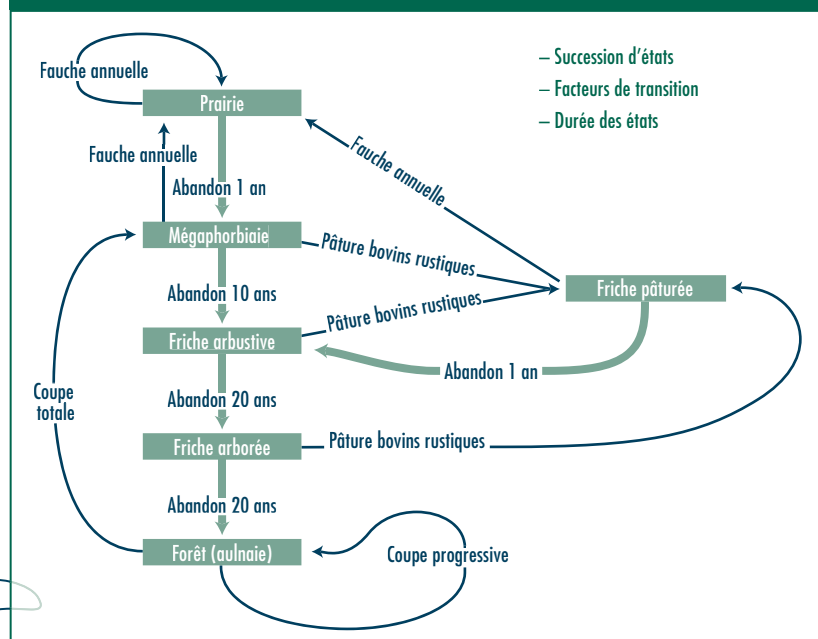 – Succession d'états
– Facteurs de transition
– Durée des états
Fauche annuelle
Prairie
Fauche annuelle
Fauche annuelle
Abandon 1 an
Mégaphorbiaie
Pâture bovins rustiques
Friche pâturée
Abandon 10 ans
Pâture bovins rustiques
Friche arbustive
Abandon 1 an
Coupe
totale
Abandon 20 ans
Friche arborée
Pâture bovins rustiques
Abandon 20 ans
Forêt (aulnaie)
Coupe progressive